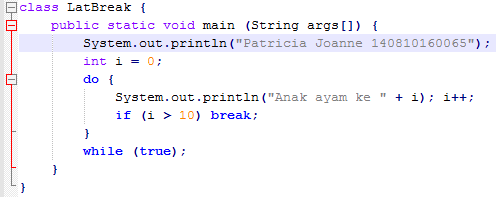 class LatBreak {
    public static void main (String args[]) {
        System.out.println("Patricia Joanne 140810160065");
        int i = 0;
        do {
            System.out.println("Anak ayam ke " + i); i++;
            if (i > 10) break;
        }
        while (true);
    }
}